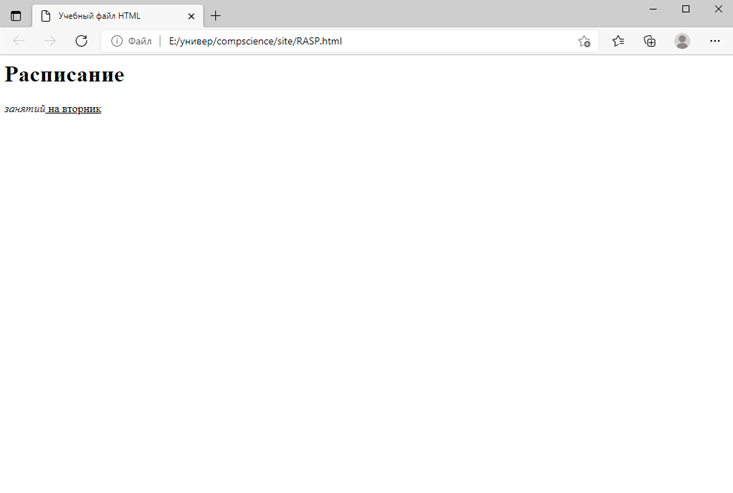 Учебный файл HTML
Файл | E:/универ/compscience/site/RASP.html
Расписание
занятий на вторник